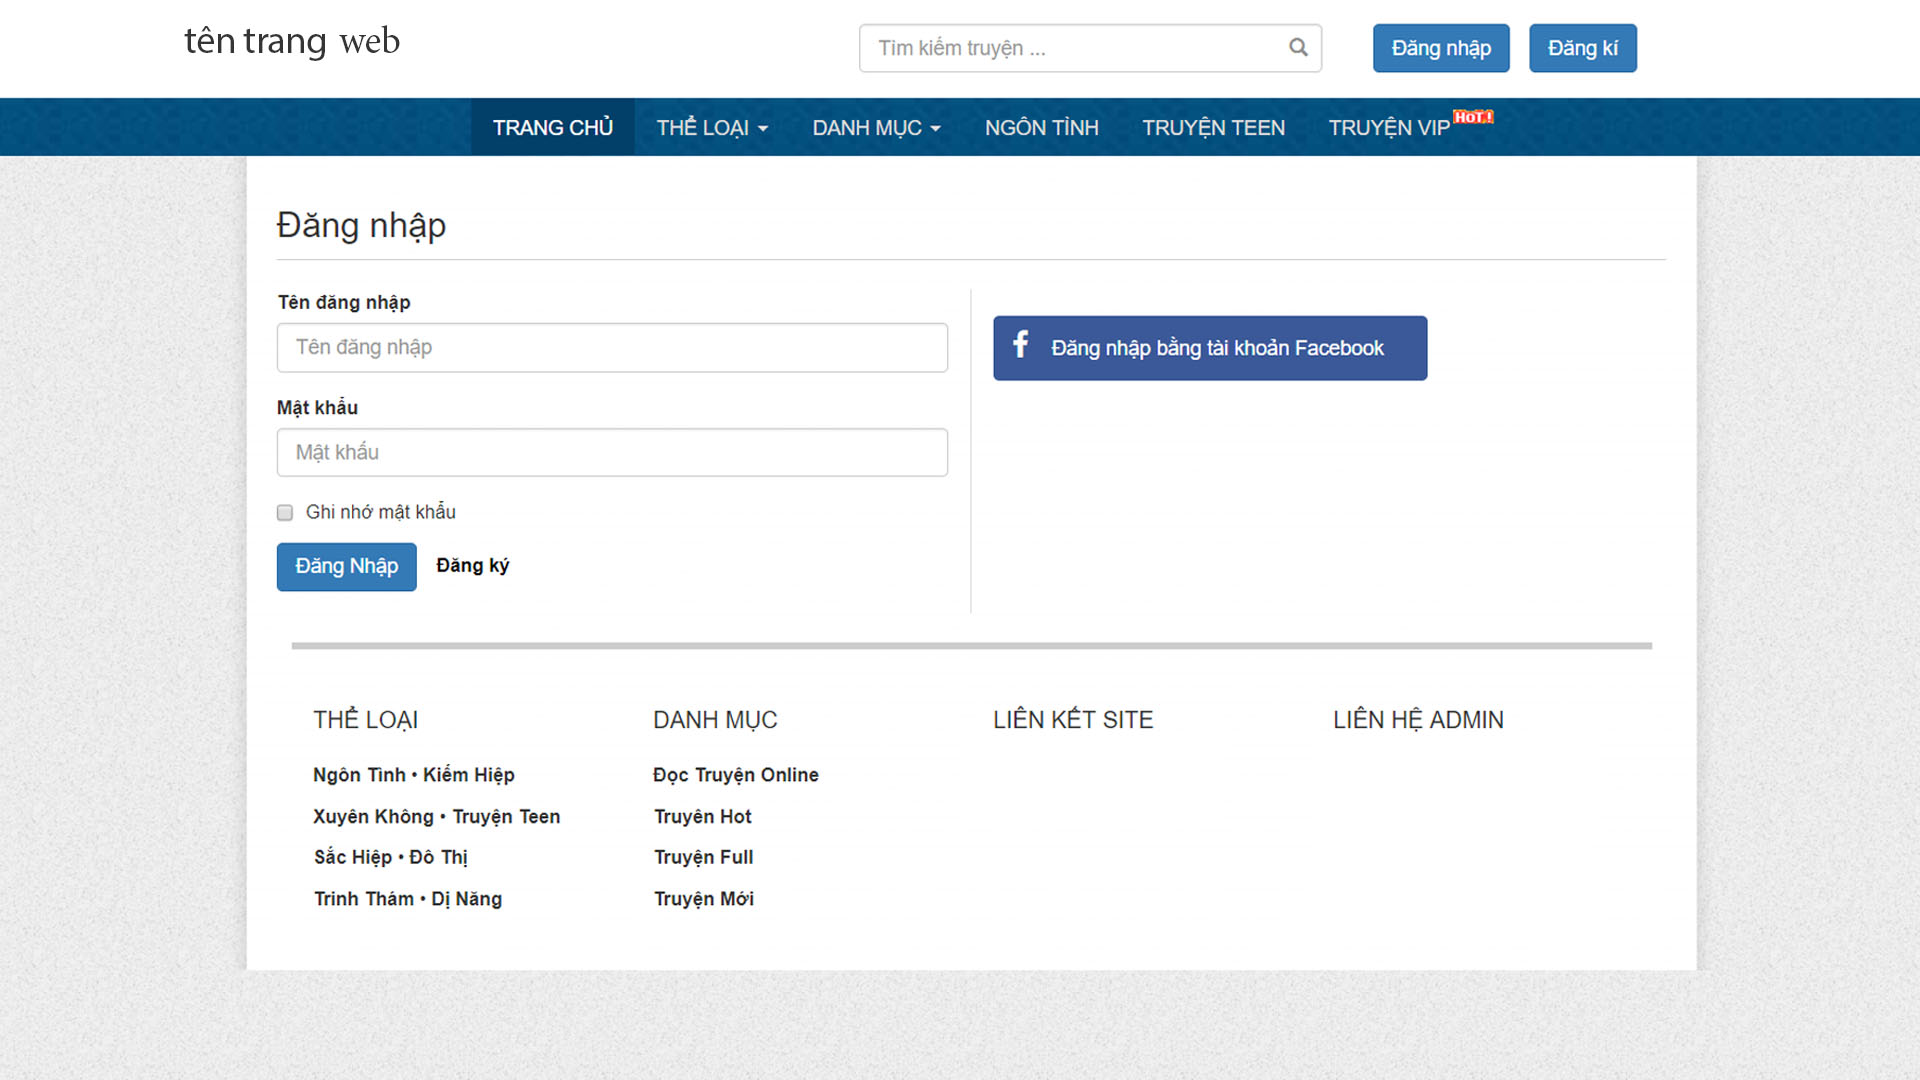 tên trang web
Tìm kiếm truyện ...
Đăng nhập
Đăng kí
TRANG CHỦ
THỂ LOẠI
DANH MỤC
NGÔN TÌNH
TRUYỆN TEEN
TRUYỆN VIP
HOT!
Đăng nhập
Tên đăng nhập
Tên đăng nhập
Đăng nhập bằng tài khoản Facebook
Mật khẩu
Mật khẩu
Ghi nhớ mật khẩu
Đăng Nhập
Đăng ký
THỂ LOẠI
Ngôn Tình • Kiếm Hiệp
Xuyên Không • Truyện Teen
Sắc Hiệp • Đô Thị
Trinh Thám • Dị Năng
DANH MỤC
Đọc Truyện Online
Truyên Hot
Truyện Full
Truyện Mới
LIÊN KẾT SITE
LIÊN HỆ ADMIN